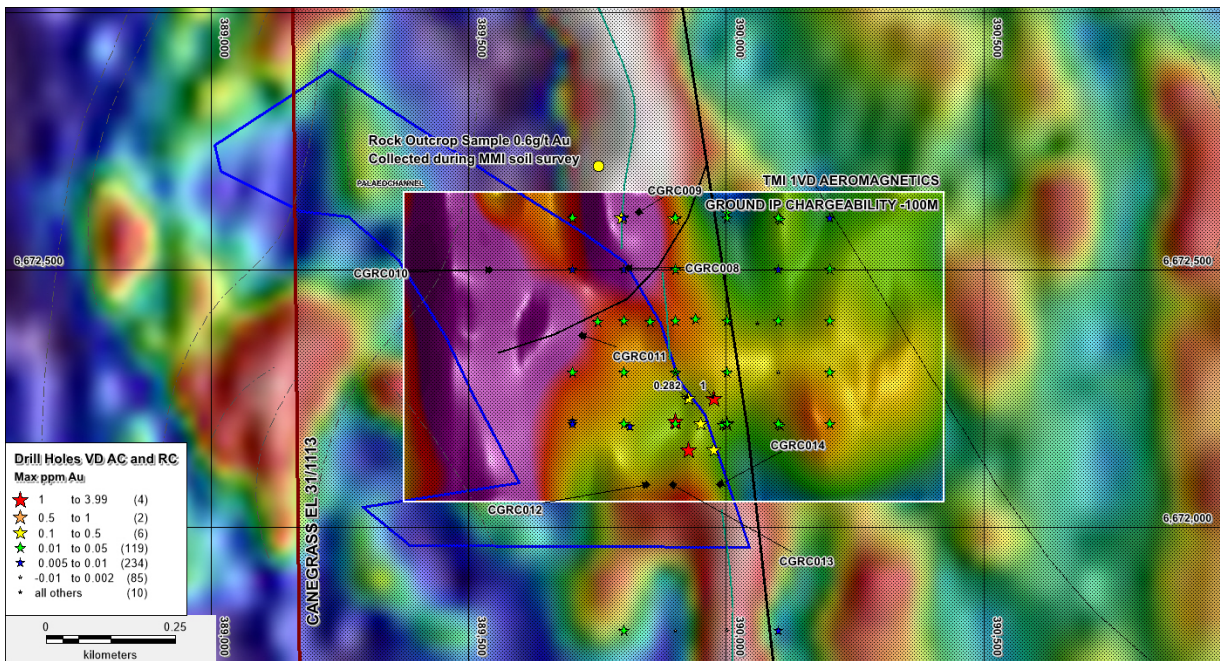 389,000
389,500
390,000
390,500
Rock Outcrop Sample 0.6g/t Au
Collected during MMI soil survey
PALAEOCHANNEL
TMI 1VD AEROMAGNETICS
GROUND IP CHARGEABILITY -100M
CGRC009
6,672,500
CGRC010
CGRC008
6,672,500
CGRC011
0.282
1
CGRC014
CGRC012
CGRC013
6,672,000
CANEGRASS EL 31/1113
Drill Holes VD AC and RC
Max ppm Au
1 to 3.99 (4)
0.5 to 1 (2)
0.1 to 0.5 (6)
0.01 to 0.05 (119)
0.005 to 0.01 (234)
-0.01 to 0.002 (85)
all others (10)
0 0.25
kilometers
389,000
389,500
390,000
390,500